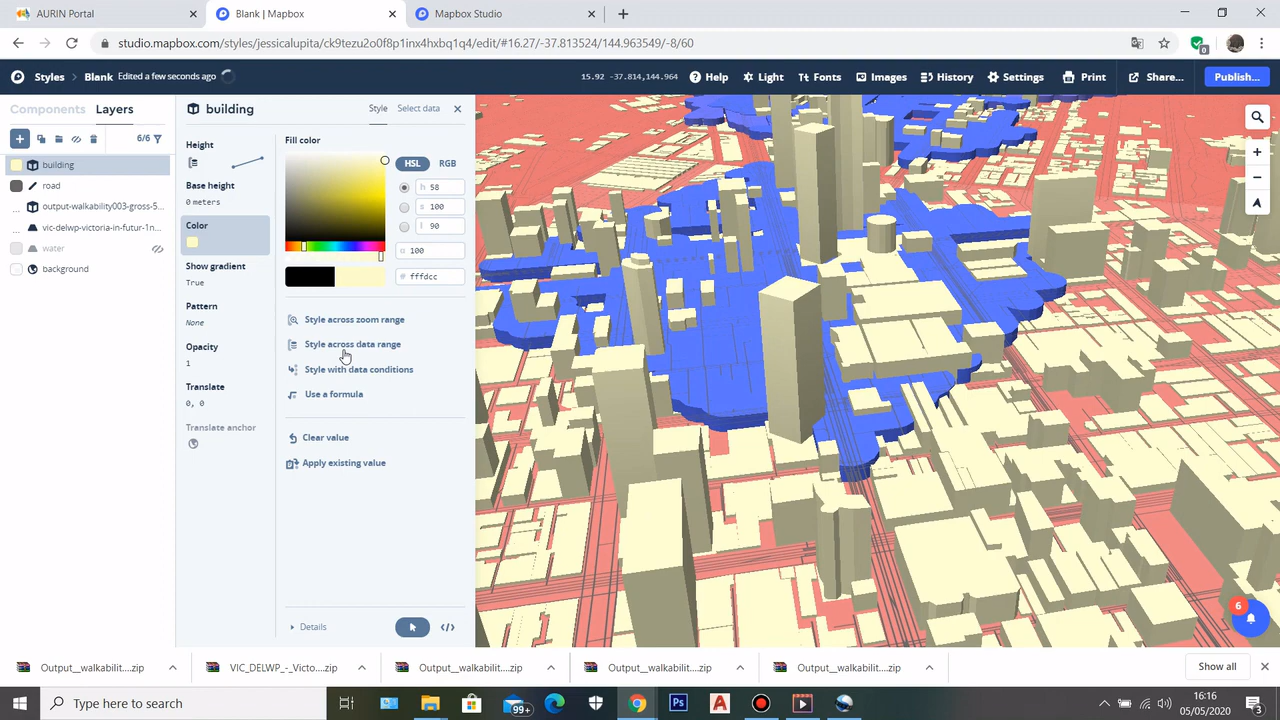 AURIN Portal
Blank | Mapbox
Mapbox Studio
studio.mapbox.com/styles/jessicalupita/ck9tezu2o0f8p1inx4hxbq1q4/edit/#16.27/-37.813524/144.963549/-8/60
Styles
Blank
Edited a few seconds ago
15.92 -37.814,144.964
Help
Light
Fonts
Images
History
Settings
Print
Share...
Publish...
Components
Layers
6/6
building
road
output-walkability003-gross-5...
vic-delwp-victoria-in-futur-1n...
water
background
building
Style
Select data
Height
Base height
0 meters
Color
Show gradient
True
Pattern
None
Opacity
1
Translate
0, 0
Translate anchor
Fill color
HSL
RGB
h 58
s 100
l 90
α 100
# fffdcc
Style across zoom range
Style across data range
Style with data conditions
Use a formula
Clear value
Apply existing value
Details
6
Output__walkabilit....zip
VIC_DELWP_-_Victo....zip
Output__walkabilit....zip
Output__walkabilit....zip
Output__walkabilit....zip
Show all
Type here to search
99+
Ps
16:16
05/05/2020
3